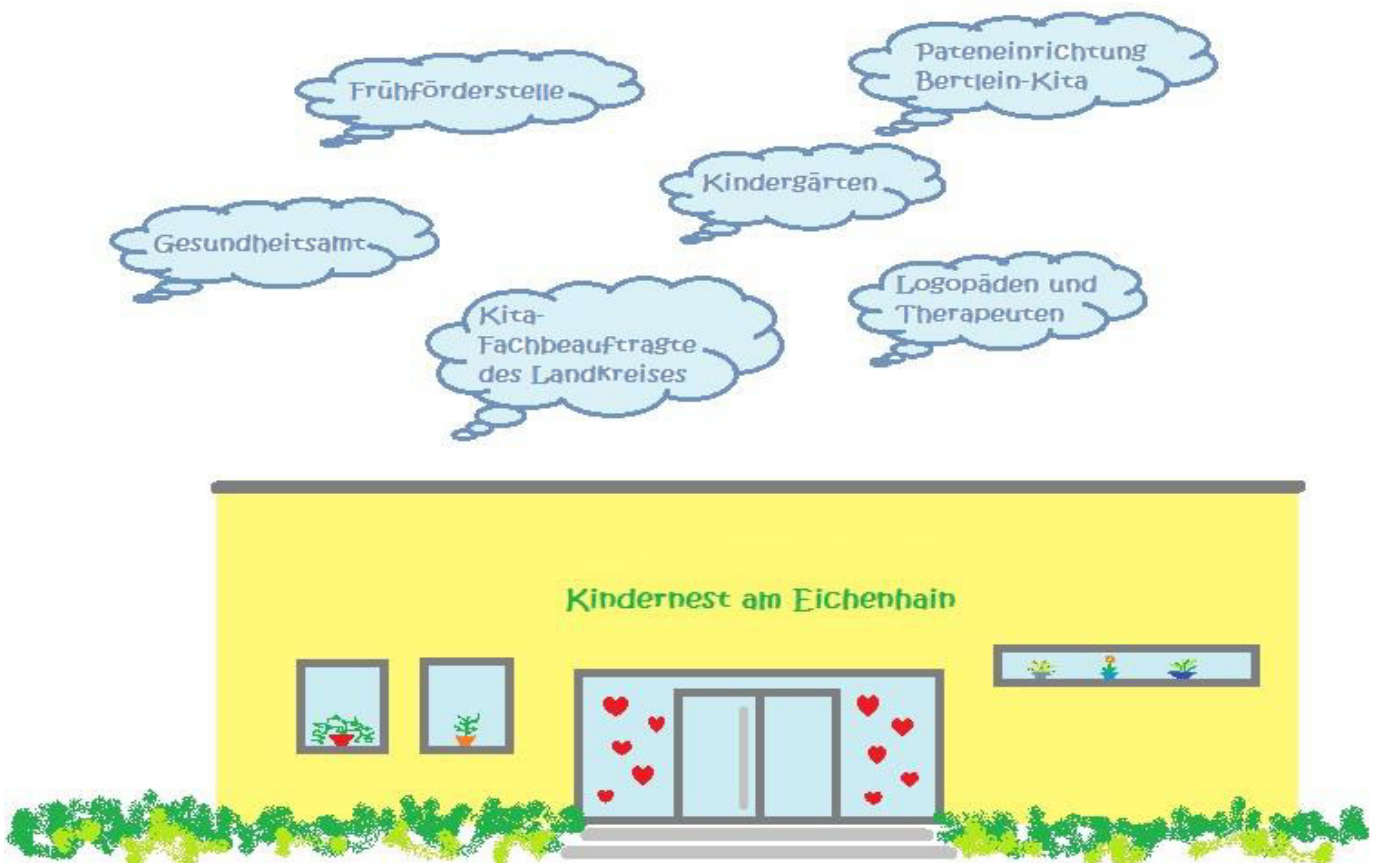 Frühförderstelle
Pateneinrichtung
Bertlein-Kita
Kindergärten
Gesundheitsamt
Kita-
Fachbeauftragte
des Landkreises
Logopäden und
Therapeuten
Kindernest am Eichenhain